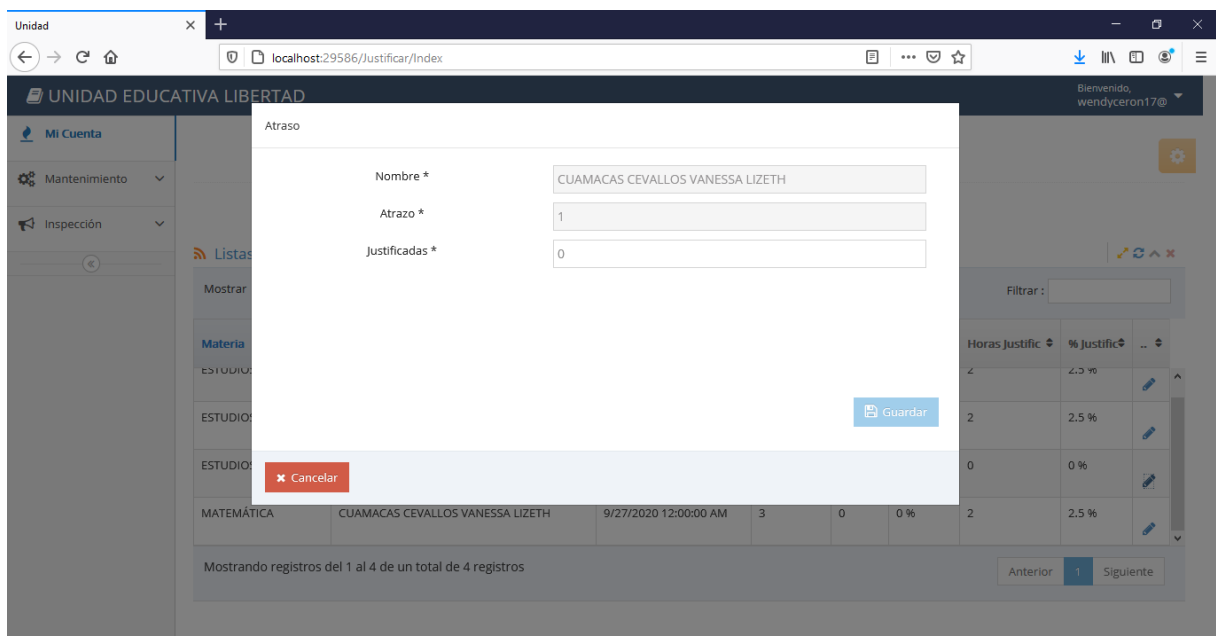 Unidad
localhost:29586/Justificar/Index
UNIDAD EDUCATIVA LIBERTAD
Bienvenido,
wendyceron17@
Mi Cuenta
Mantenimiento
Inspección
Atraso
Nombre *
CUAMACAS CEVALLOS VANESSA LIZETH
Atrazo *
1
Justificadas *
0
Guardar
Cancelar
Listas
Mostrar
Filtrar :
Materia
Horas Justific
% Justific
..
ESTUDIOS 2 2.5 %
ESTUDIOS 2 2.5 %
ESTUDIOS 0 0 %
MATEMÁTICA CUAMACAS CEVALLOS VANESSA LIZETH 9/27/2020 12:00:00 AM 3 0 0 % 2 2.5 %
Mostrando registros del 1 al 4 de un total de 4 registros
Anterior 1 Siguiente